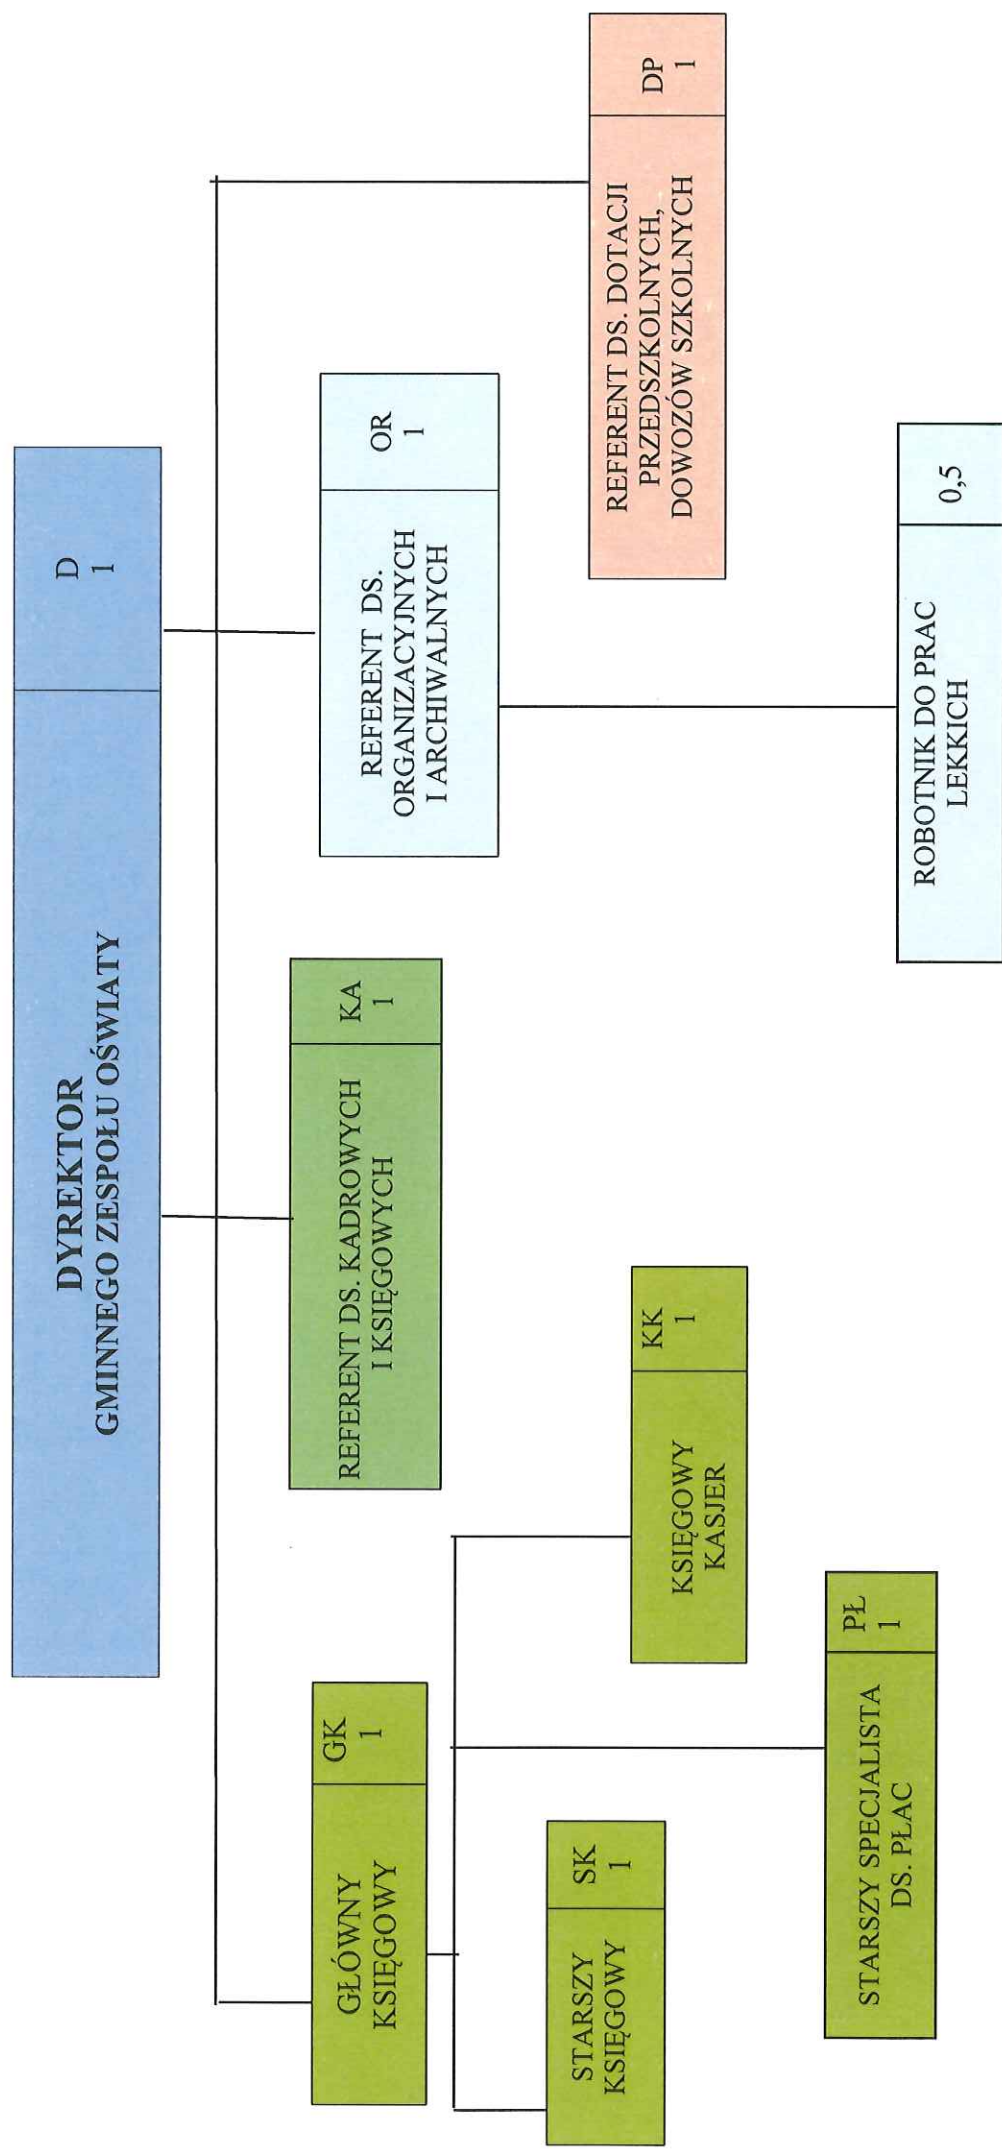 DYREKTOR
GMINNEGO ZESPOŁU OŚWIATY
D
1
GŁÓWNY
KSIĘGOWY
GK
1
REFERENT DS. KADROWYCH
I KSIĘGOWYCH
KA
1
REFERENT DS.
ORGANIZACYJNYCH
I ARCHIWALNYCH
OR
1
REFERENT DS. DOTACJI
PRZEDSZKOLNYCH,
DOWOZÓW SZKOLNYCH
DP
1
STARSZY
KSIĘGOWY
SK
1
KSIĘGOWY
KASJER
KK
1
STARSZY SPECJALISTA
DS. PŁAC
PŁ
1
ROBOTNIK DO PRAC
LEKKICH
0,5